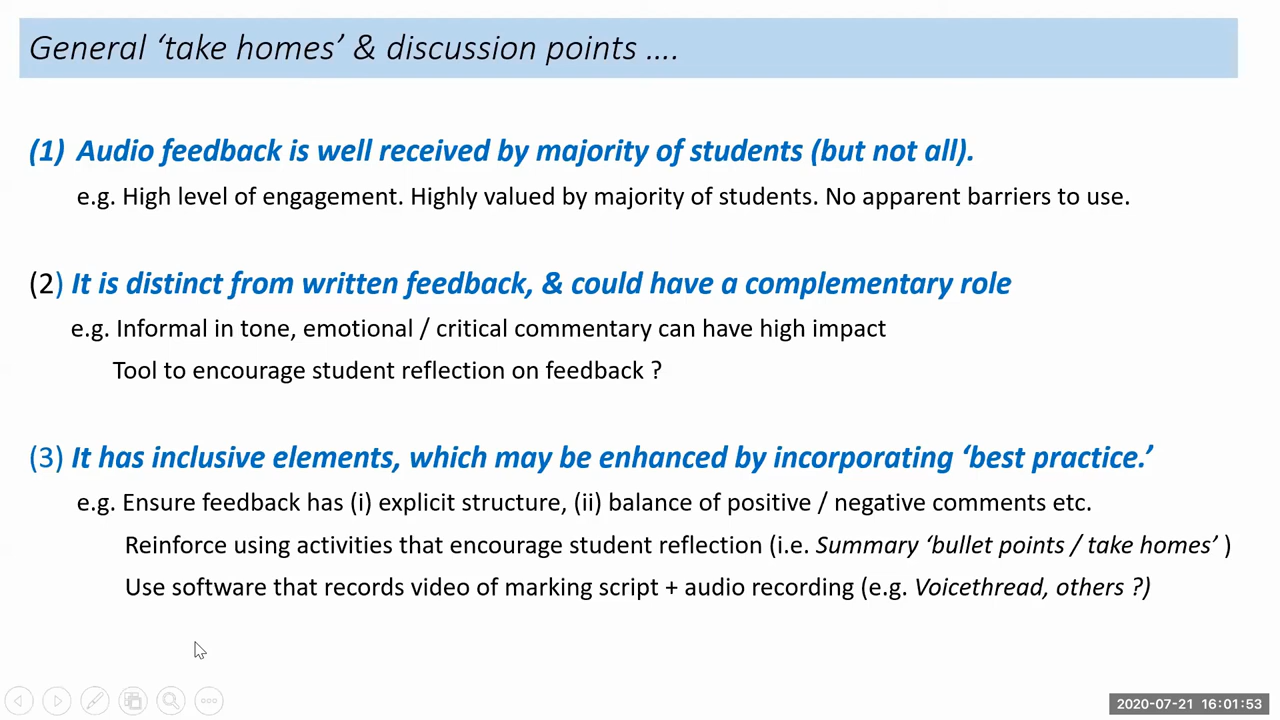 General ‘take homes’ & discussion points ....
(1) Audio feedback is well received by majority of students (but not all).
e.g. High level of engagement. Highly valued by majority of students. No apparent barriers to use.
(2) It is distinct from written feedback, & could have a complementary role
e.g. Informal in tone, emotional / critical commentary can have high impact
Tool to encourage student reflection on feedback ?
(3) It has inclusive elements, which may be enhanced by incorporating ‘best practice.’
e.g. Ensure feedback has (i) explicit structure, (ii) balance of positive / negative comments etc.
Reinforce using activities that encourage student reflection (i.e. Summary ‘bullet points / take homes’ )
Use software that records video of marking script + audio recording (e.g. Voicethread, others ?)
2020-07-21 16:01:53